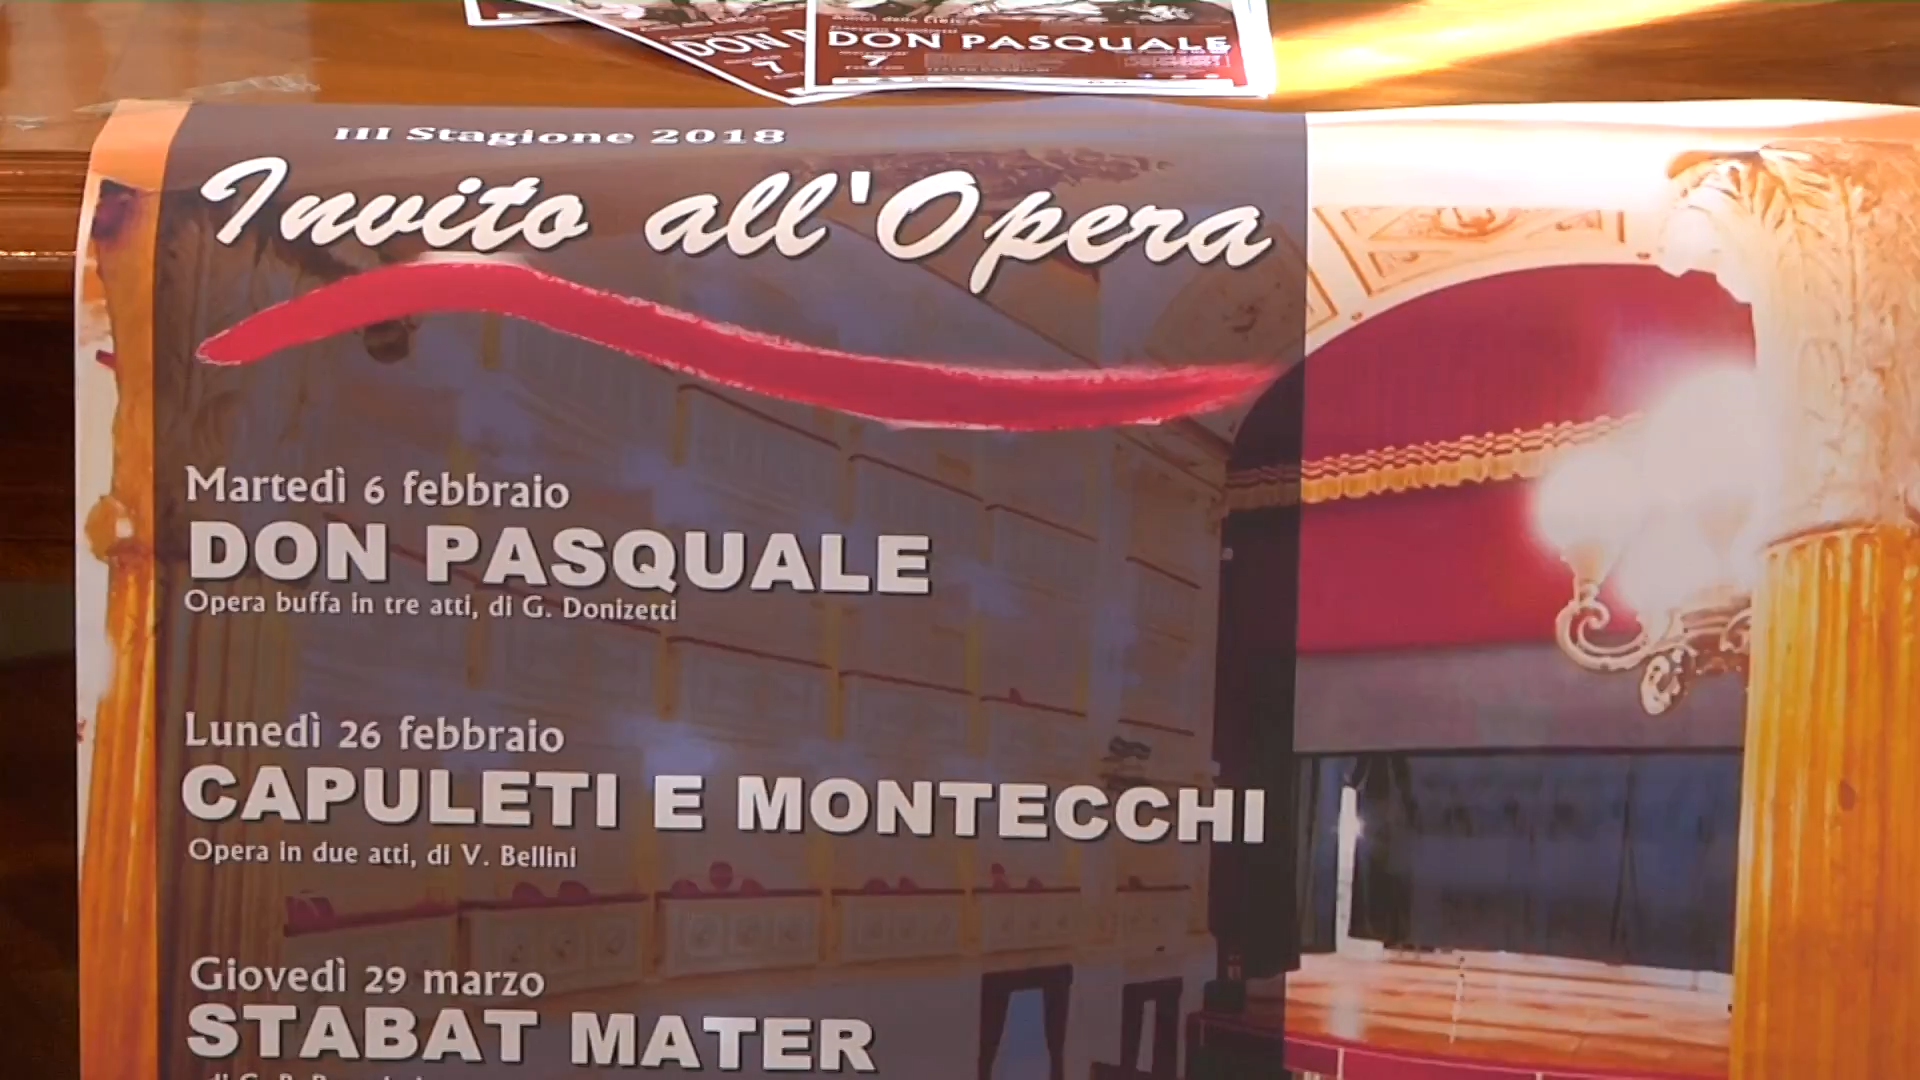 DON PASQUALE
DON
7
7
III Stagione 2018
Invito all'Opera
Martedì 6 febbraio
DON PASQUALE
Opera buffa in tre atti, di G. Donizetti
Lunedì 26 febbraio
CAPULETI E MONTECCHI
Opera in due atti, di V. Bellini
Giovedì 29 marzo
STABAT MATER